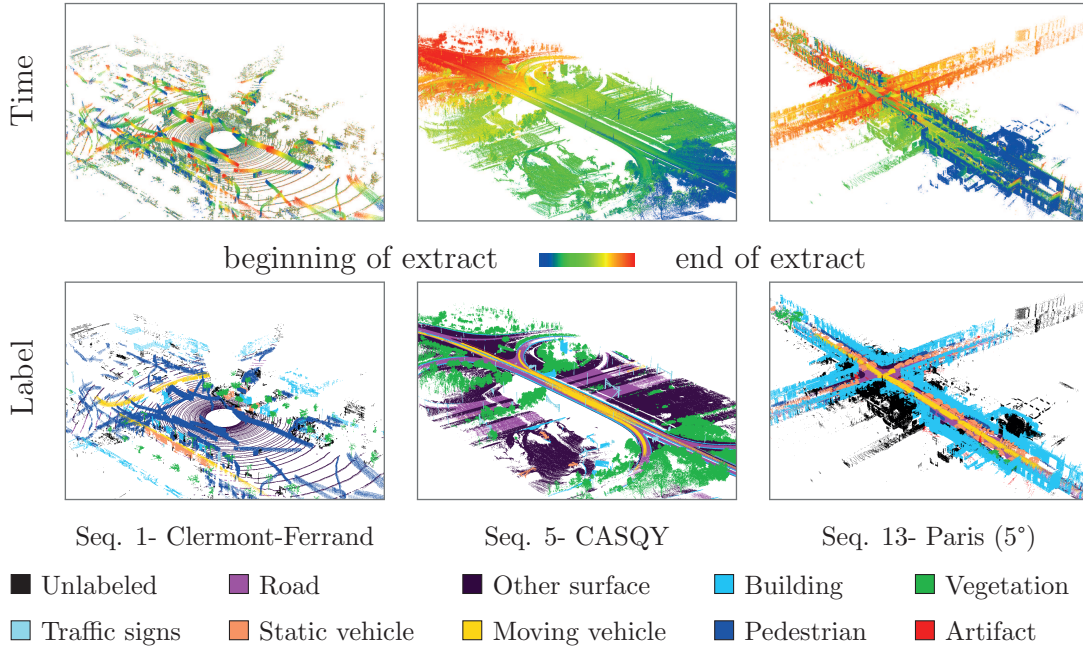 Time
beginning of extract end of extract
Label
Seq. 1- Clermont-Ferrand Seq. 5- CASQY Seq. 13- Paris (5°)
Unlabeled Road Other surface Building Vegetation
Traffic signs Static vehicle Moving vehicle Pedestrian Artifact